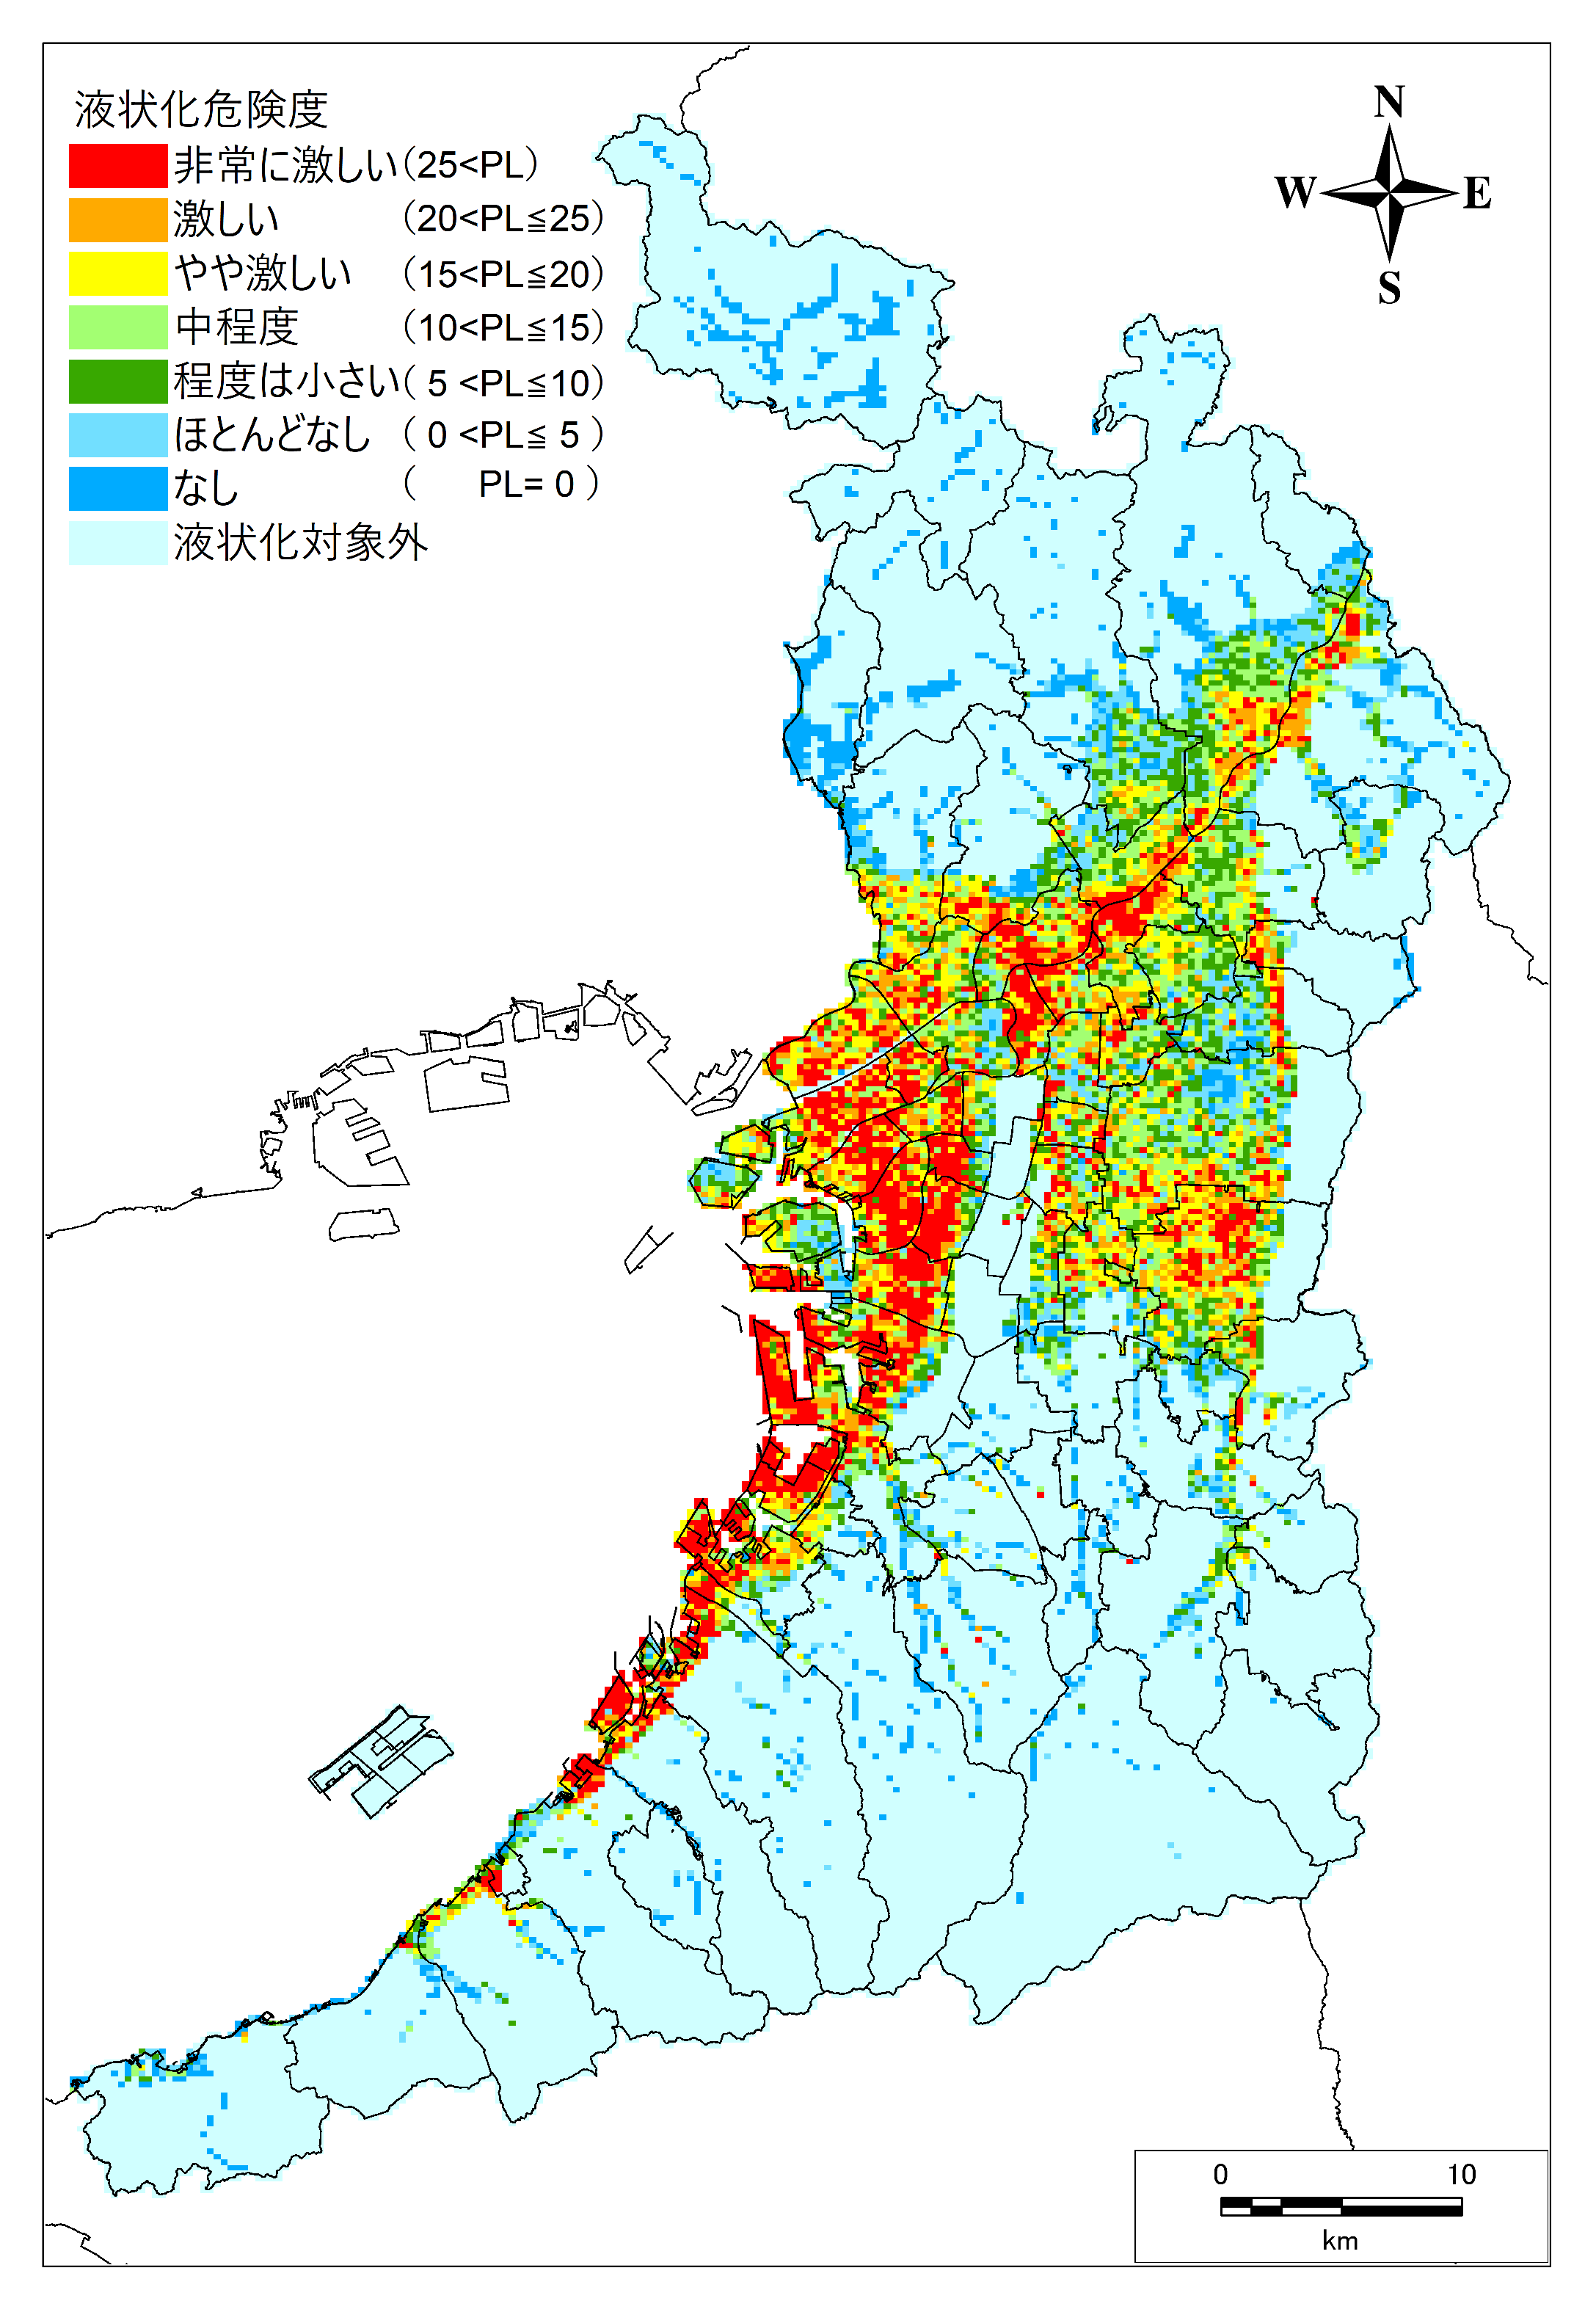 液状化危険度
非常に激しい（25<PL）
激しい （20<PL≦25）
やや激しい （15<PL≦20）
中程度 （10<PL≦15）
程度は小さい（ 5 <PL≦10）
ほとんどなし （ 0 <PL≦ 5 ）
なし （ PL= 0 ）
液状化対象外
N
W E
S
0 10
km